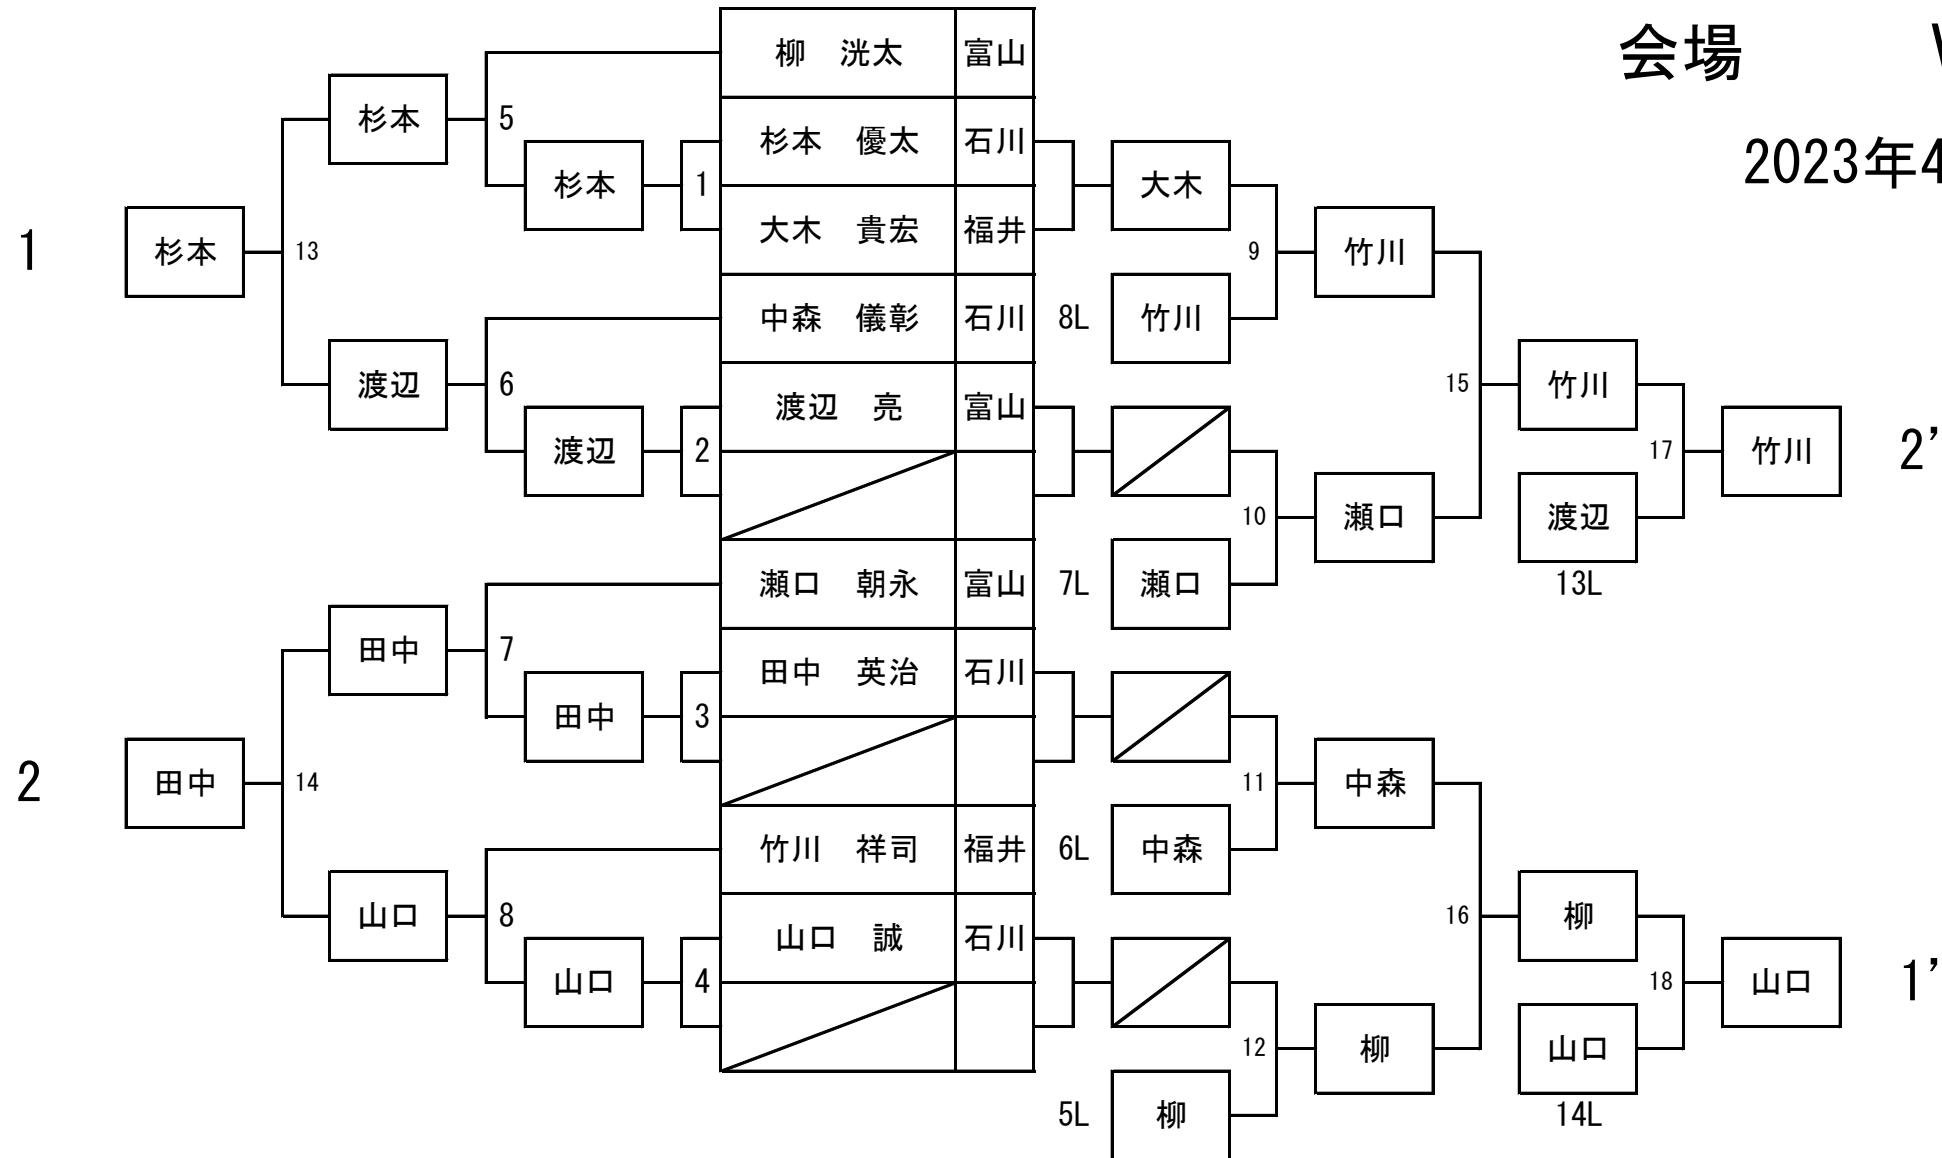 会場
2023年4
柳 洸太 富山
杉本 5
杉本 優太 石川
杉本 1 大木
大木 貴宏 福井
1 杉本 13 9 竹川
中森 儀彰 石川 8L 竹川
渡辺 6 15 竹川
渡辺 亮 富山
渡辺 2 17 竹川 2’
10 瀬口 渡辺
瀬口 朝永 富山 7L 瀬口 13L
田中 7
田中 英治 石川
田中 3
2 田中 14 11 中森
竹川 祥司 福井 6L 中森
山口 8 16 柳
山口 誠 石川
山口 4 18 山口 1’
12 柳 山口
5L 柳 14L